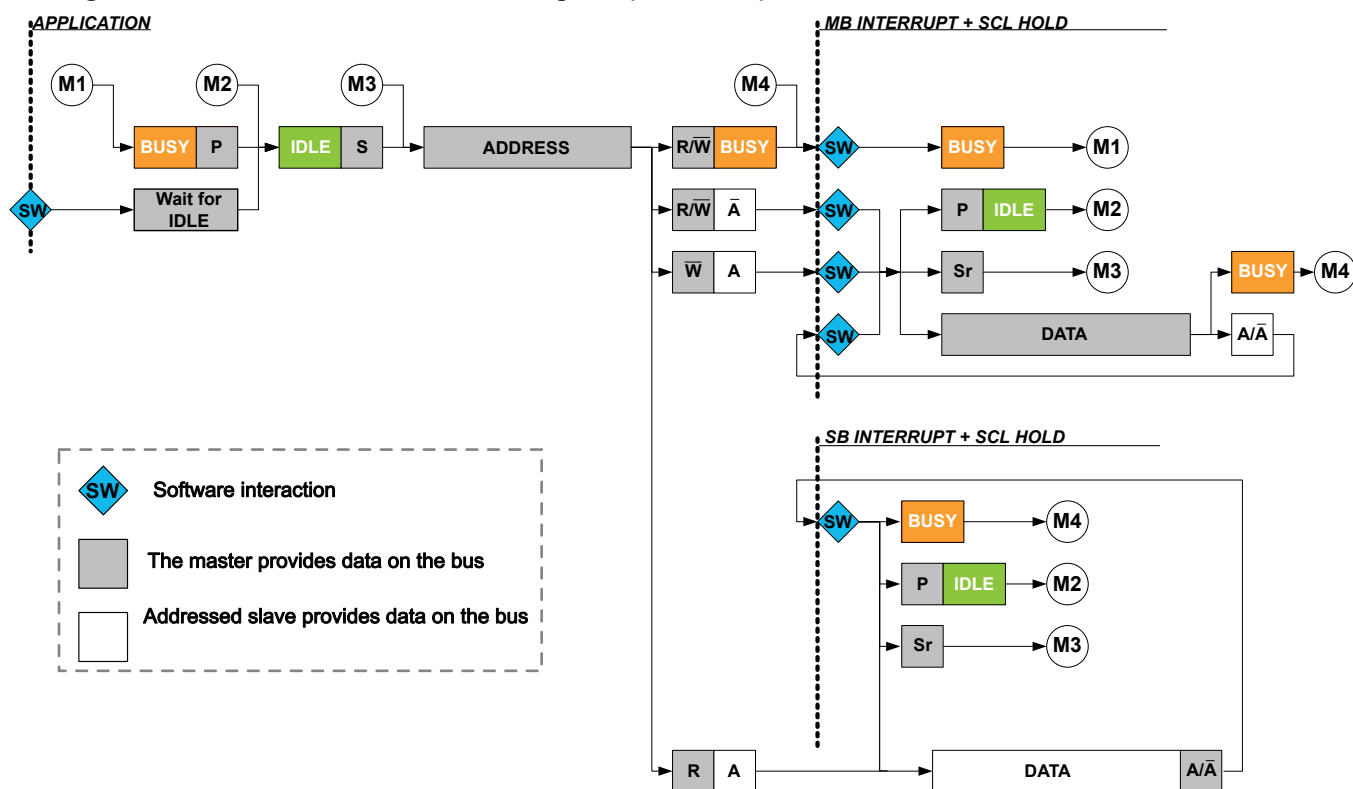 APPLICATION
MB INTERRUPT + SCL HOLD
M1
M2
M3
M4
BUSY P
IDLE S
ADDRESS
R/W̅ BUSY
SW
BUSY
M1
SW
Wait for
IDLE
R/W̅ A̅
SW
P IDLE
M2
W̅ A
SW
Sr
M3
BUSY
M4
SW
DATA
A/A̅
SB INTERRUPT + SCL HOLD
SW
Software interaction
SW
BUSY
M4
The master provides data on the bus
P IDLE
M2
Addressed slave provides data on the bus
Sr
M3
R A
DATA
A/A̅